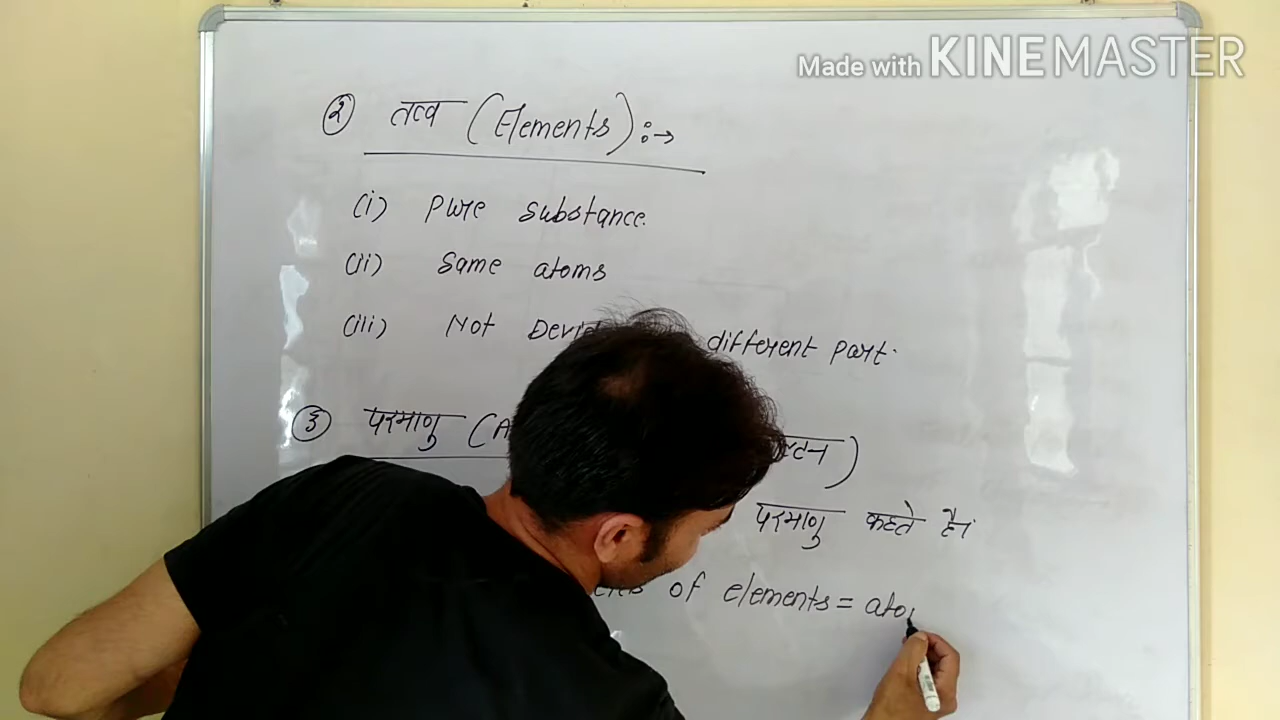 Made with KINEMASTER
② तत्व (Elements):→
(i) Pure substance.
(ii) Same atoms
(iii) Not different part.
③ परमाणु
परमाणु कहते है।
of elements = ato